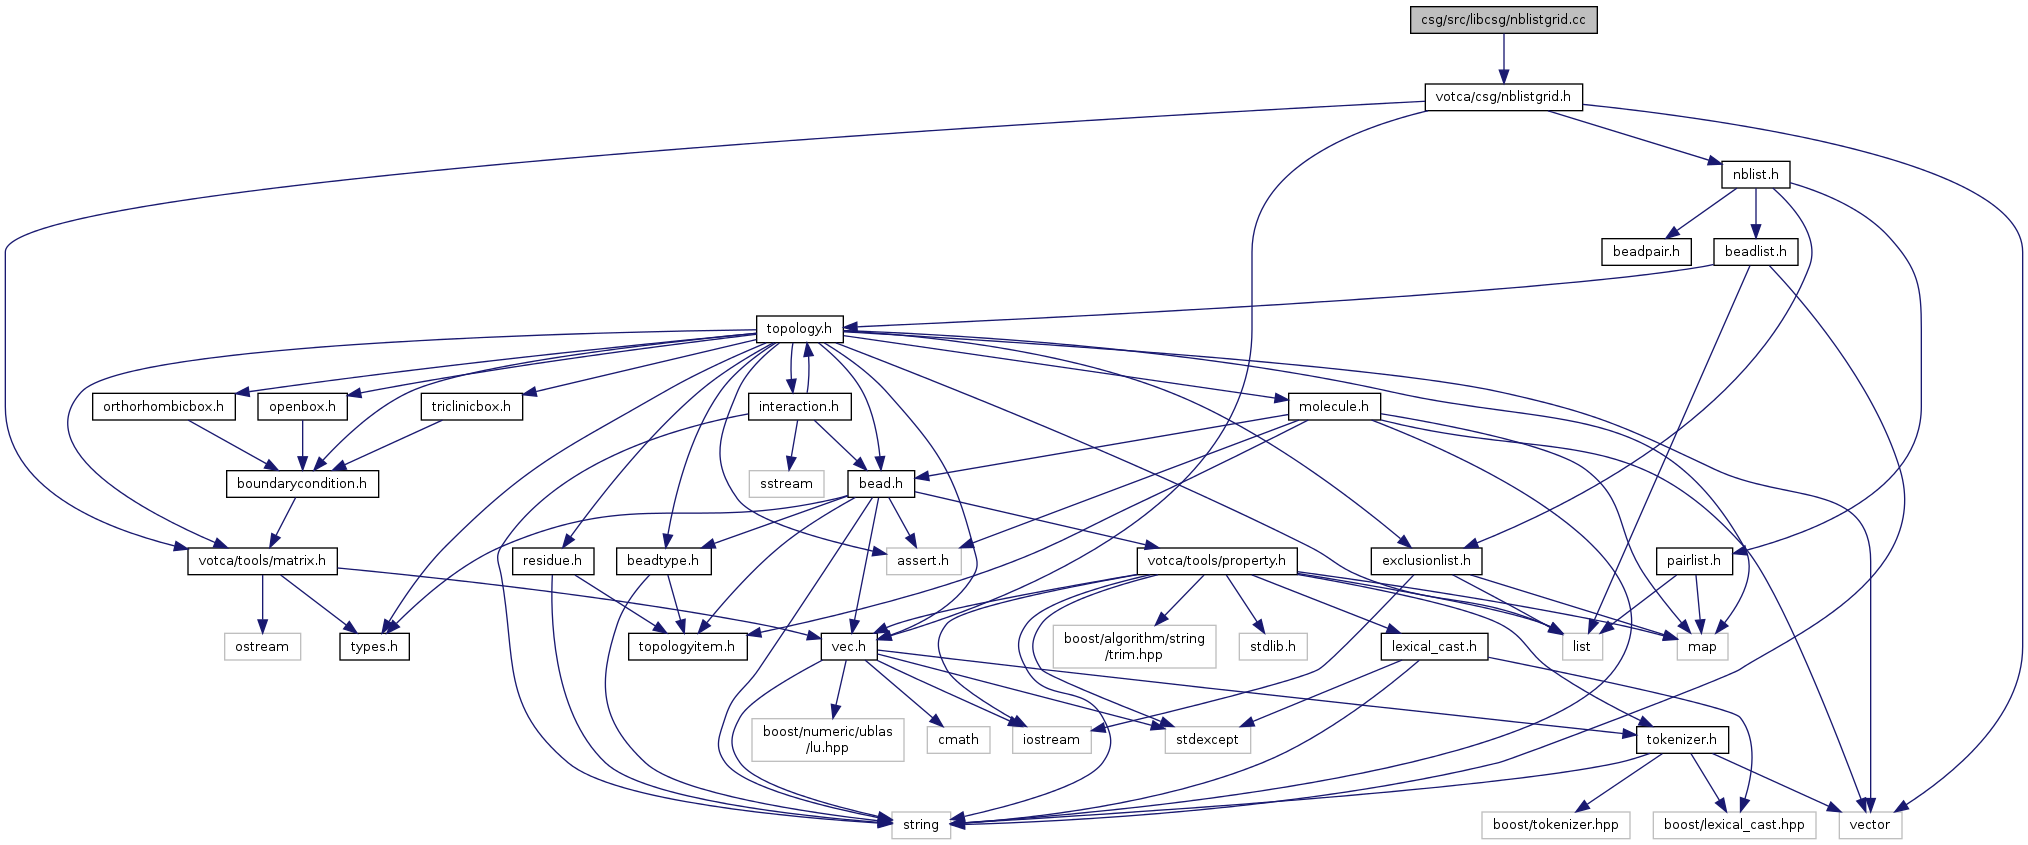 csg/src/libcsg/nblistgrid.cc
votca/csg/nblistgrid.h
nblist.h
beadpair.h
beadlist.h
topology.h
orthorhombicbox.h
openbox.h
triclinicbox.h
interaction.h
molecule.h
boundarycondition.h
sstream
bead.h
votca/tools/matrix.h
residue.h
beadtype.h
assert.h
votca/tools/property.h
exclusionlist.h
pairlist.h
ostream
types.h
topologyitem.h
vec.h
boost/algorithm/string
/trim.hpp
stdlib.h
lexical_cast.h
list
map
boost/numeric/ublas
/lu.hpp
cmath
iostream
stdexcept
tokenizer.h
string
boost/tokenizer.hpp
boost/lexical_cast.hpp
vector